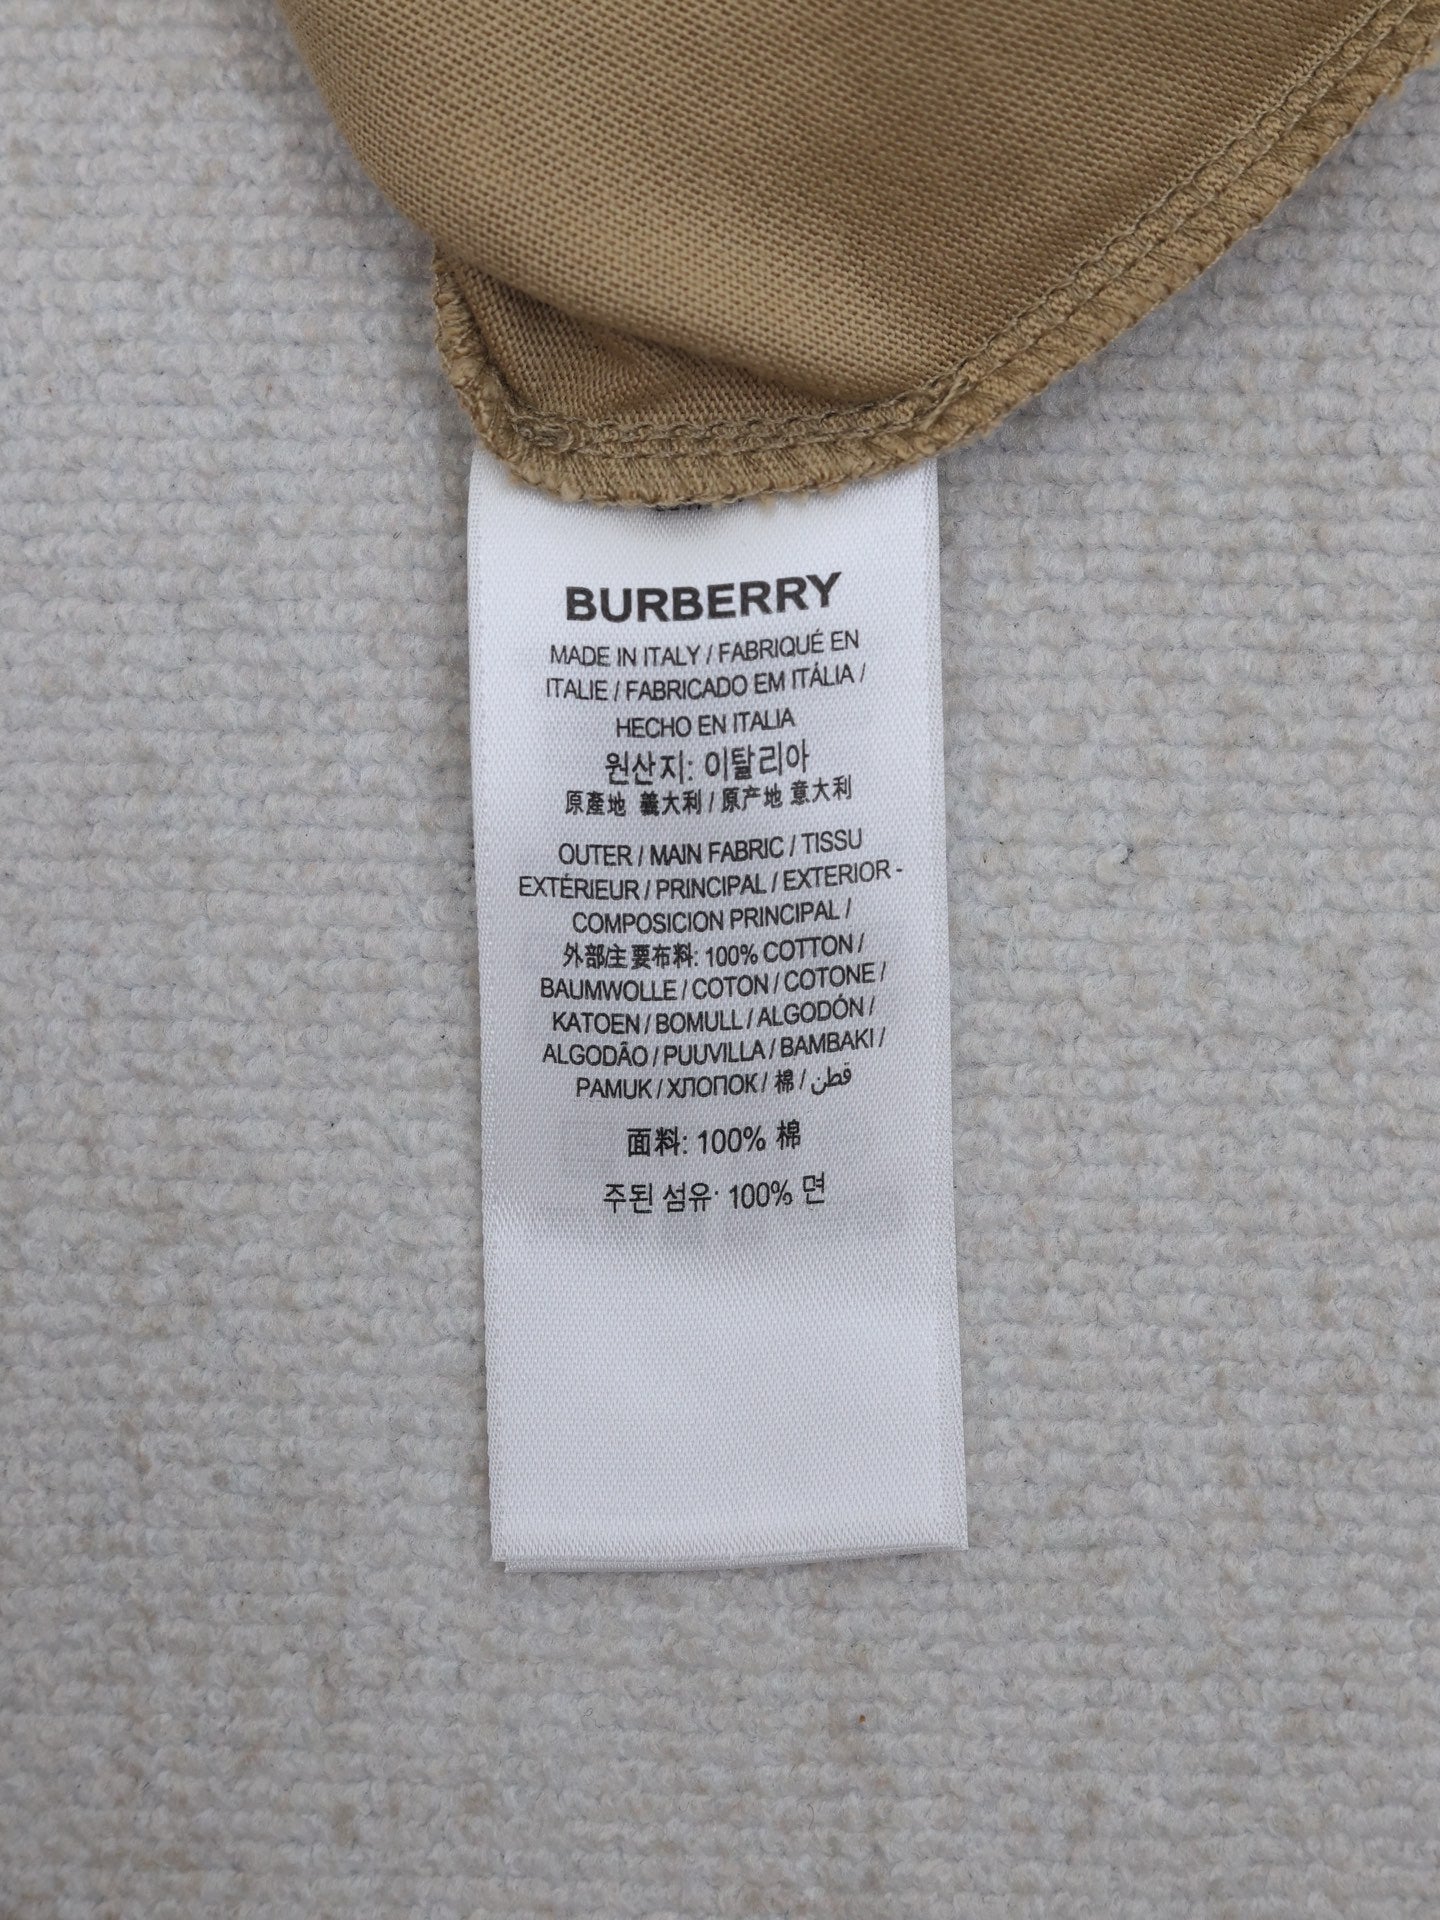 BURBERRY
MADE IN ITALY / FABRIQUÉ EN
ITALIE / FABRICADO EM ITÁLIA /
HECHO EN ITALIA
원산지: 이탈리아
原產地 義大利 / 原产地 意大利
OUTER / MAIN FABRIC / TISSU
EXTÉRIEUR / PRINCIPAL / EXTERIOR -
COMPOSICION PRINCIPAL /
外部/主要布料: 100% COTTON /
BAUMWOLLE / COTON / COTONE /
KATOEN / BOMULL / ALGODÓN /
ALGODÃO / PUUVILLA / BAMBAKI /
PAMUK / ХЛОПОК / 棉 / قطن
面料: 100% 棉
주된 섬유: 100% 면